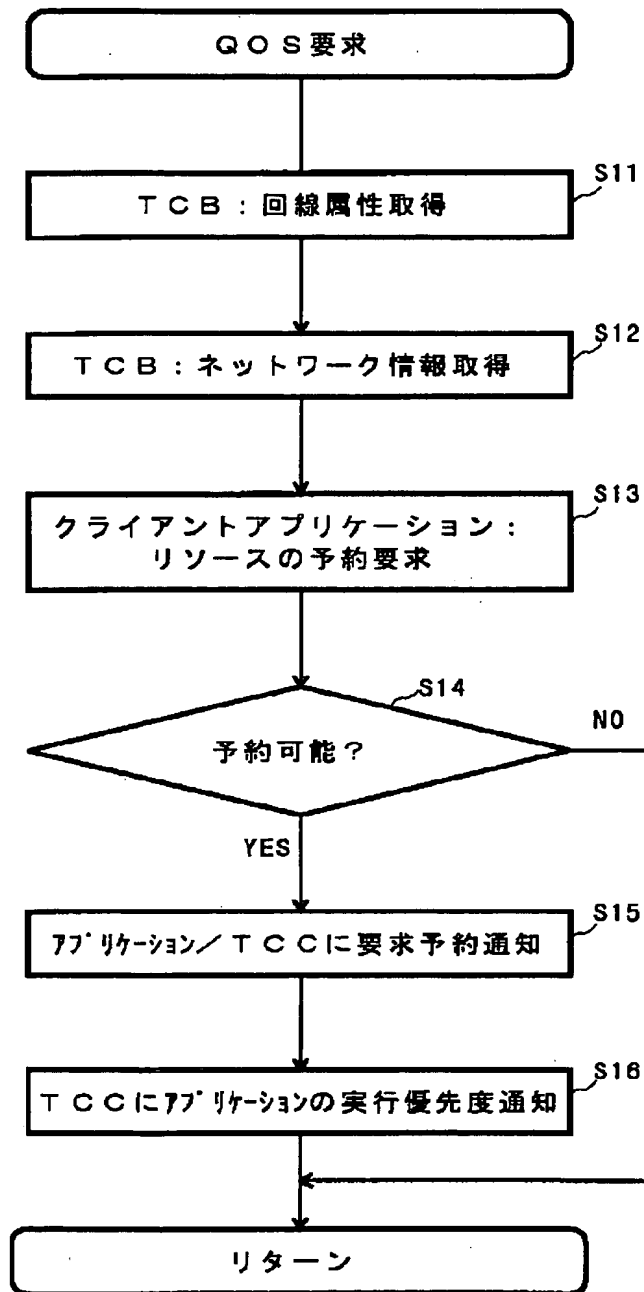 ＱＯＳ要求
S11
ＴＣＢ：回線属性取得
S12
ＴＣＢ：ネットワーク情報取得
S13
クライアントアプリケーション：
リソースの予約要求
S14
予約可能？
NO
YES
S15
ｱﾌﾟﾘｹｰｼｮﾝ／ＴＣＣに要求予約通知
S16
ＴＣＣにｱﾌﾟﾘｹｰｼｮﾝの実行優先度通知
リターン